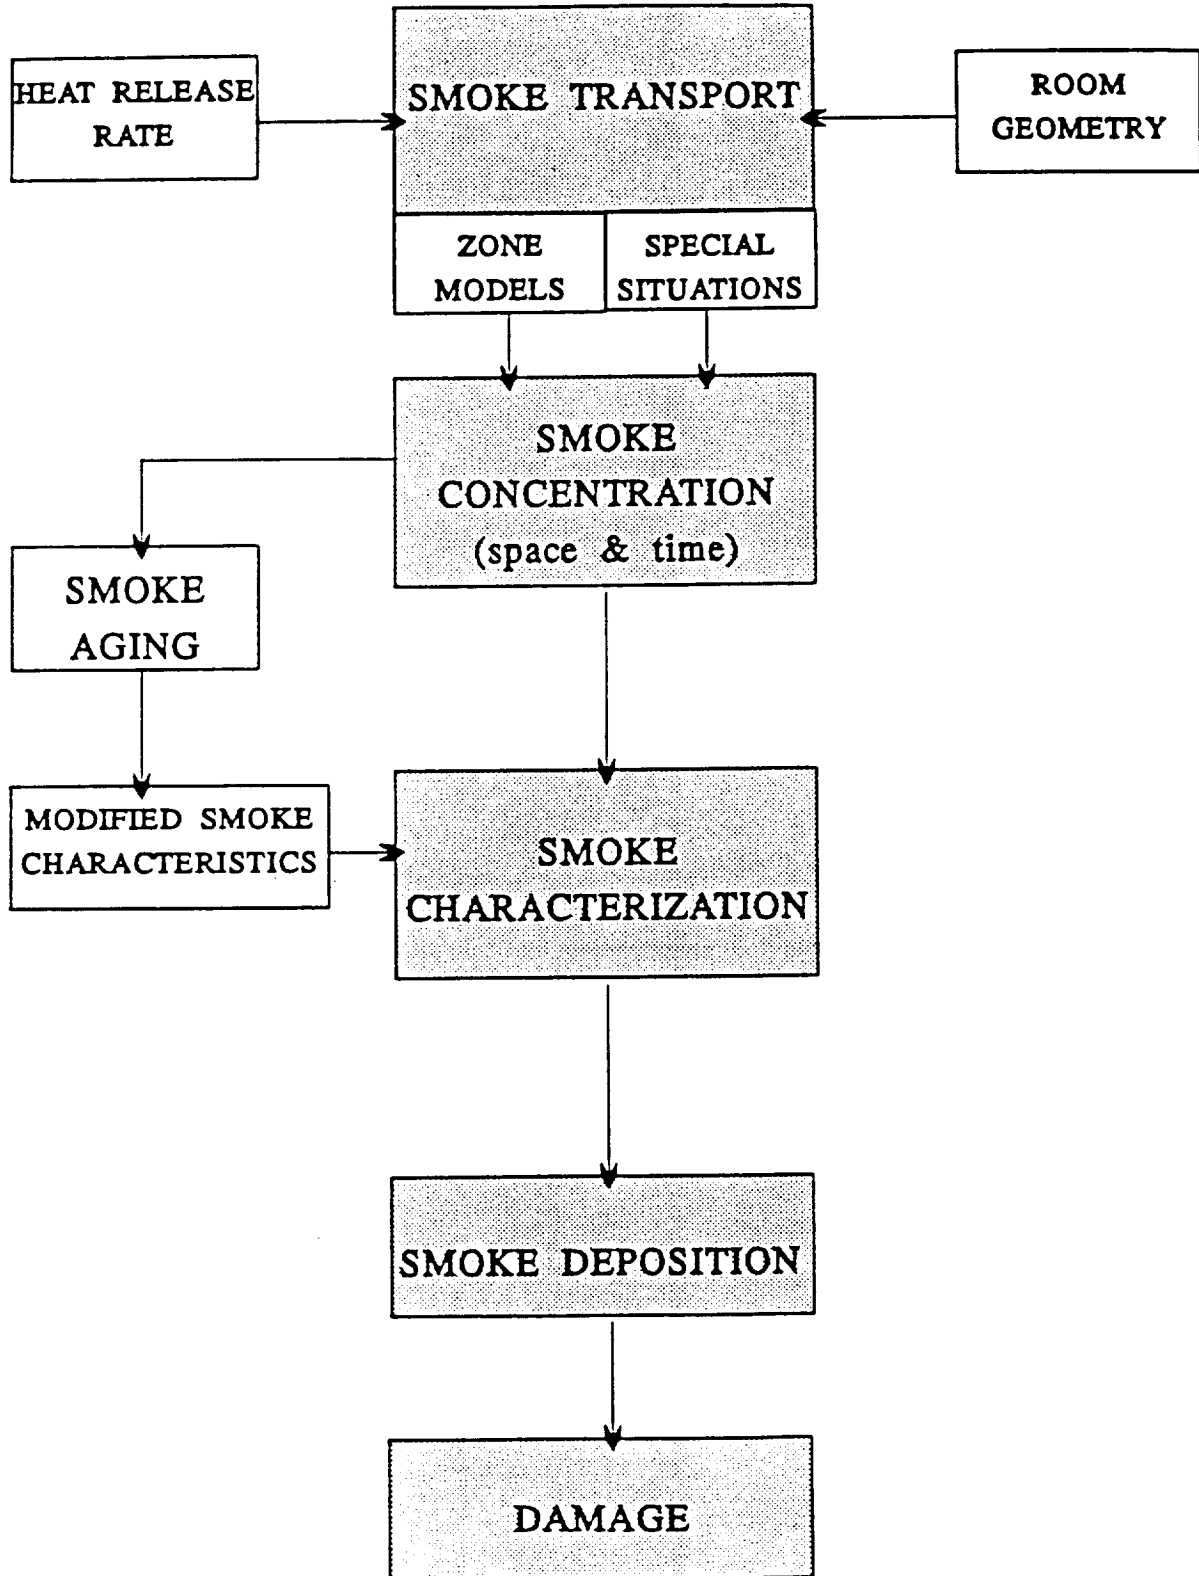 HEAT RELEASE
RATE
SMOKE TRANSPORT
ROOM
GEOMETRY
ZONE
MODELS
SPECIAL
SITUATIONS
SMOKE
CONCENTRATION
(space & time)
SMOKE
AGING
MODIFIED SMOKE
CHARACTERISTICS
SMOKE
CHARACTERIZATION
SMOKE DEPOSITION
DAMAGE